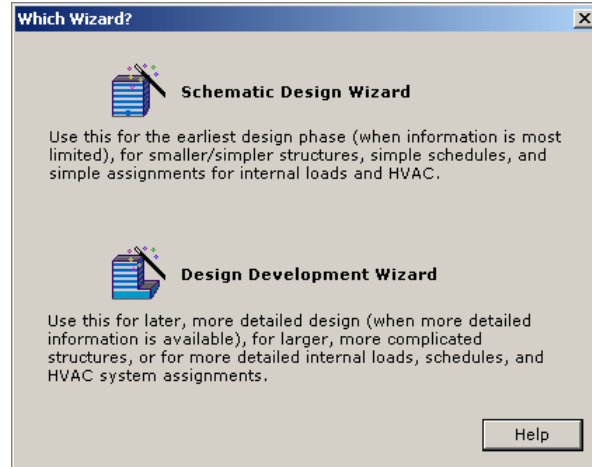 Which Wizard?
Schematic Design Wizard
Use this for the earliest design phase (when information is most
limited), for smaller/simpler structures, simple schedules, and
simple assignments for internal loads and HVAC.
Design Development Wizard
Use this for later, more detailed design (when more detailed
information is available), for larger, more complicated
structures, or for more detailed internal loads, schedules, and
HVAC system assignments.
Help